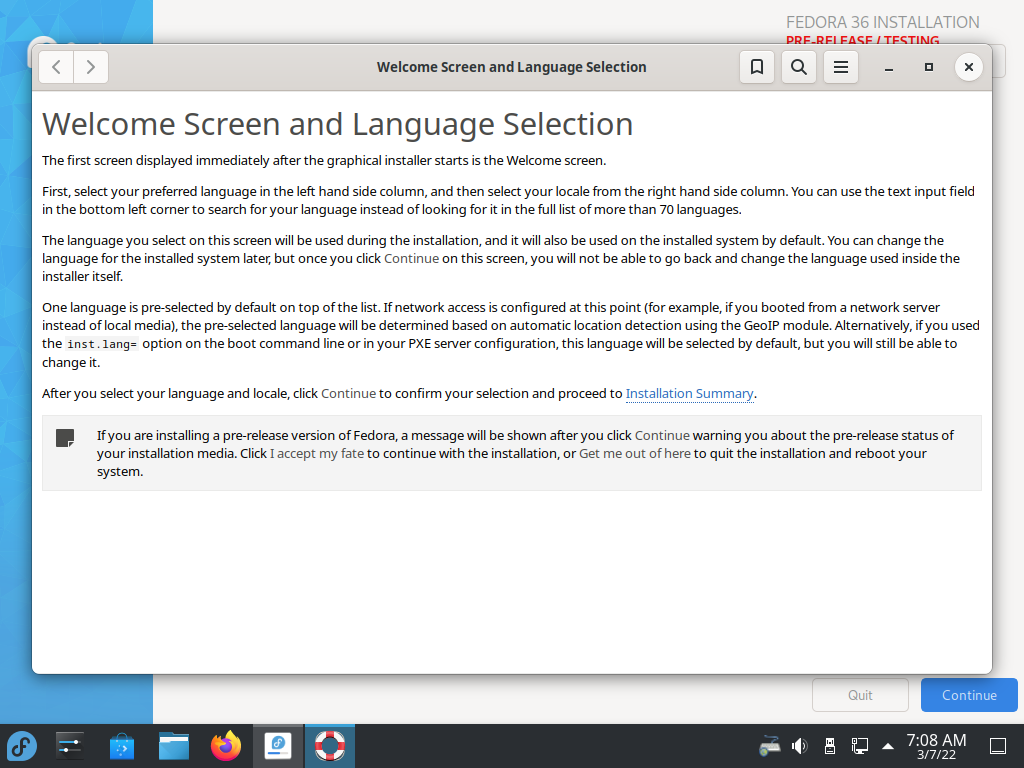 FEDORA 36 INSTALLATION
PRE-RELEASE / TESTING
Welcome Screen and Language Selection
Welcome Screen and Language Selection
The first screen displayed immediately after the graphical installer starts is the Welcome screen.
First, select your preferred language in the left hand side column, and then select your locale from the right hand side column. You can use the text input field
in the bottom left corner to search for your language instead of looking for it in the full list of more than 70 languages.
The language you select on this screen will be used during the installation, and it will also be used on the installed system by default. You can change the
language for the installed system later, but once you click Continue on this screen, you will not be able to go back and change the language used inside the
installer itself.
One language is pre-selected by default on top of the list. If network access is configured at this point (for example, if you booted from a network server
instead of local media), the pre-selected language will be determined based on automatic location detection using the GeoIP module. Alternatively, if you used
the inst.lang= option on the boot command line or in your PXE server configuration, this language will be selected by default, but you will still be able to
change it.
After you select your language and locale, click Continue to confirm your selection and proceed to Installation Summary.
If you are installing a pre-release version of Fedora, a message will be shown after you click Continue warning you about the pre-release status of
your installation media. Click I accept my fate to continue with the installation, or Get me out of here to quit the installation and reboot your
system.
Quit
Continue
7:08 AM
3/7/22